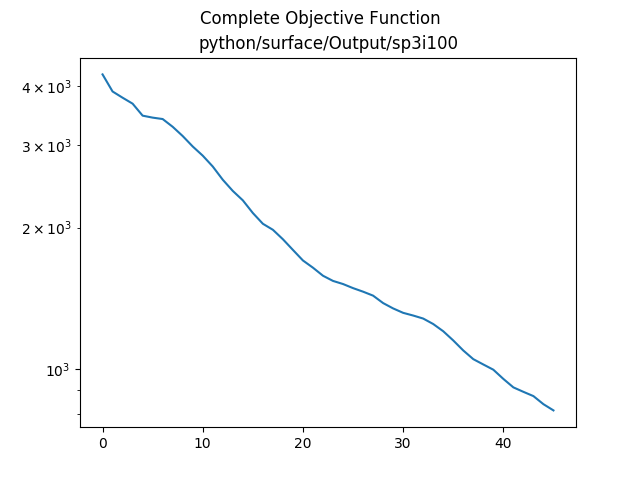 Complete Objective Function
python/surface/Output/sp3i100
4 × 10³
3 × 10³
2 × 10³
10³
0 10 20 30 40